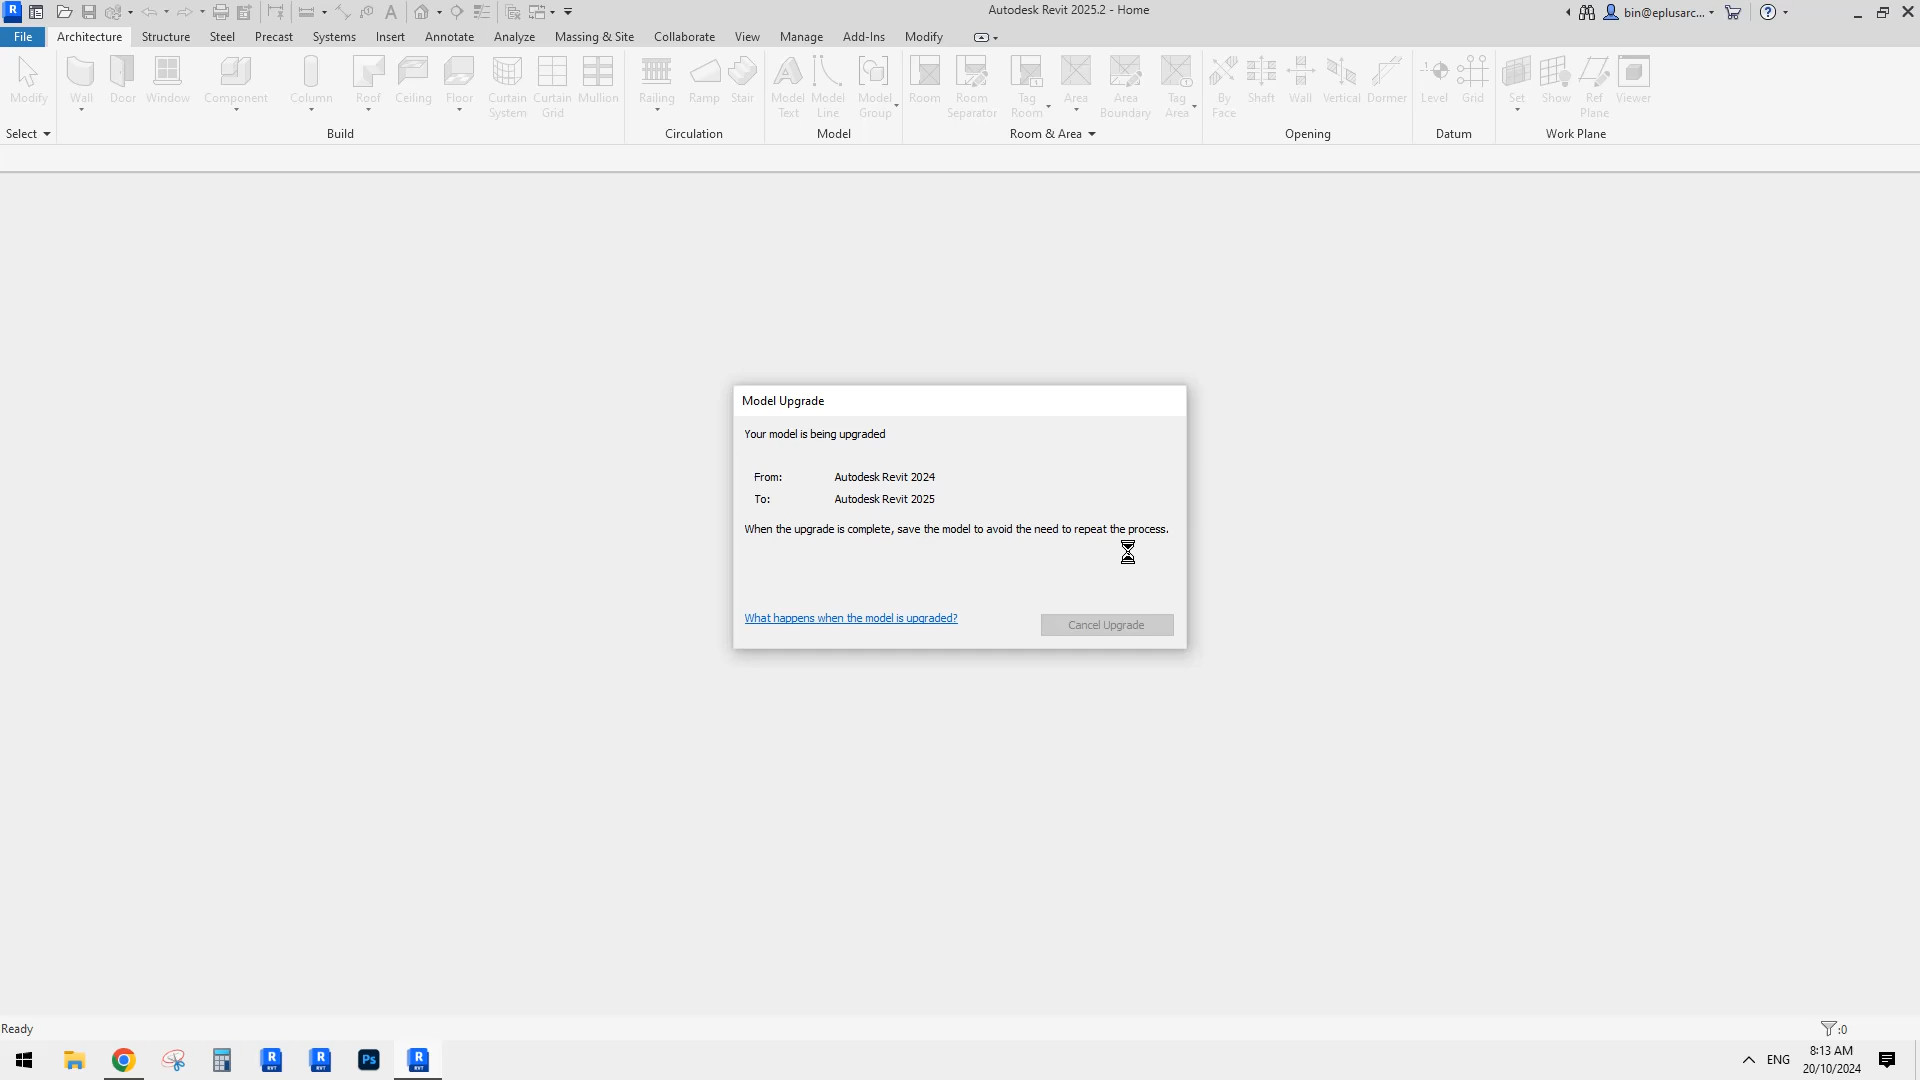 Autodesk Revit 2025.2 - Home
bin@eplusarc...
File Architecture Structure Steel Precast Systems Insert Annotate Analyze Massing & Site Collaborate View Manage Add-Ins Modify
Modify Wall Door Window Component Column Roof Ceiling Floor Curtain System Curtain Grid Mullion Railing Ramp Stair Model Text Model Line Model Group Room Room Separator Tag Room Area Area Boundary Tag Area By Face Shaft Wall Vertical Dormer Level Grid Set Show Ref Plane Viewer
Select Build Circulation Model Room & Area Opening Datum Work Plane
Model Upgrade
Your model is being upgraded
From: Autodesk Revit 2024
To: Autodesk Revit 2025
When the upgrade is complete, save the model to avoid the need to repeat the process.
What happens when the model is upgraded?
Cancel Upgrade
Ready
:0
R RVT R RVT Ps R RVT
ENG
8:13 AM
20/10/2024